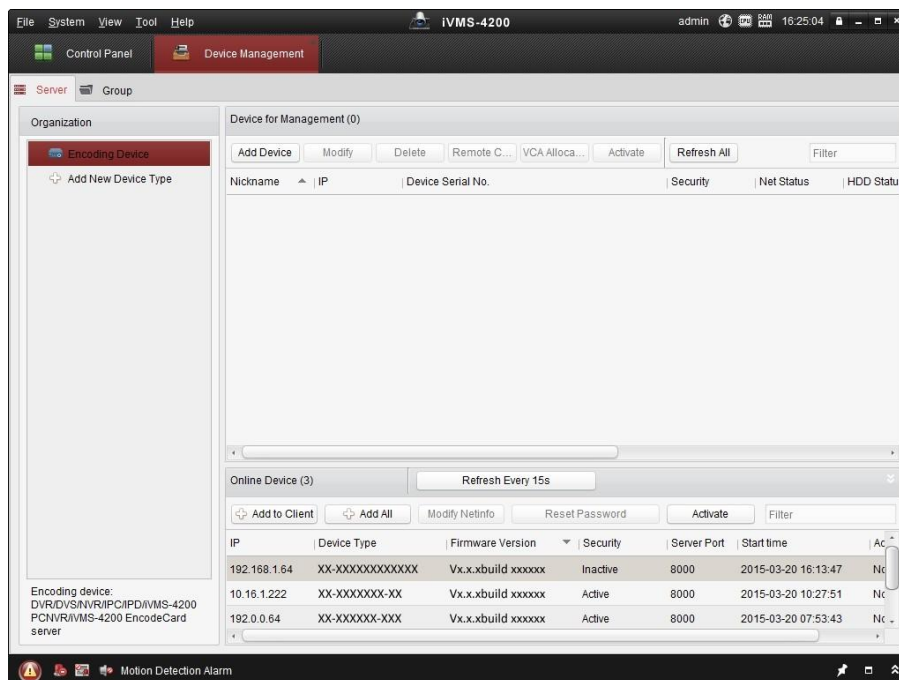 File System View Tool Help iVMS-4200 admin 16:25:04
Control Panel Device Management
Server Group
Organization
Encoding Device
Add New Device Type
Encoding device:
DVR/DVS/NVR/IPC/IPD/iVMS-4200
PCNVR/iVMS-4200 EncodeCard
server
Device for Management (0)
Add Device Modify Delete Remote C... VCA Alloca... Activate Refresh All Filter
Nickname IP Device Serial No. Security Net Status HDD Statu
Online Device (3) Refresh Every 15s
Add to Client Add All Modify Netinfo Reset Password Activate Filter
IP Device Type Firmware Version Security Server Port Start time Ac
192.168.1.64 XX-XXXXXXXXXXXX Vx.x.xbuild xxxxxx Inactive 8000 2015-03-20 16:13:47 No
10.16.1.222 XX-XXXXXXX-XX Vx.x.xbuild xxxxxx Active 8000 2015-03-20 10:27:51 No
192.0.0.64 XX-XXXXXX-XXX Vx.x.xbuild xxxxxx Active 8000 2015-03-20 07:53:43 No
Motion Detection Alarm